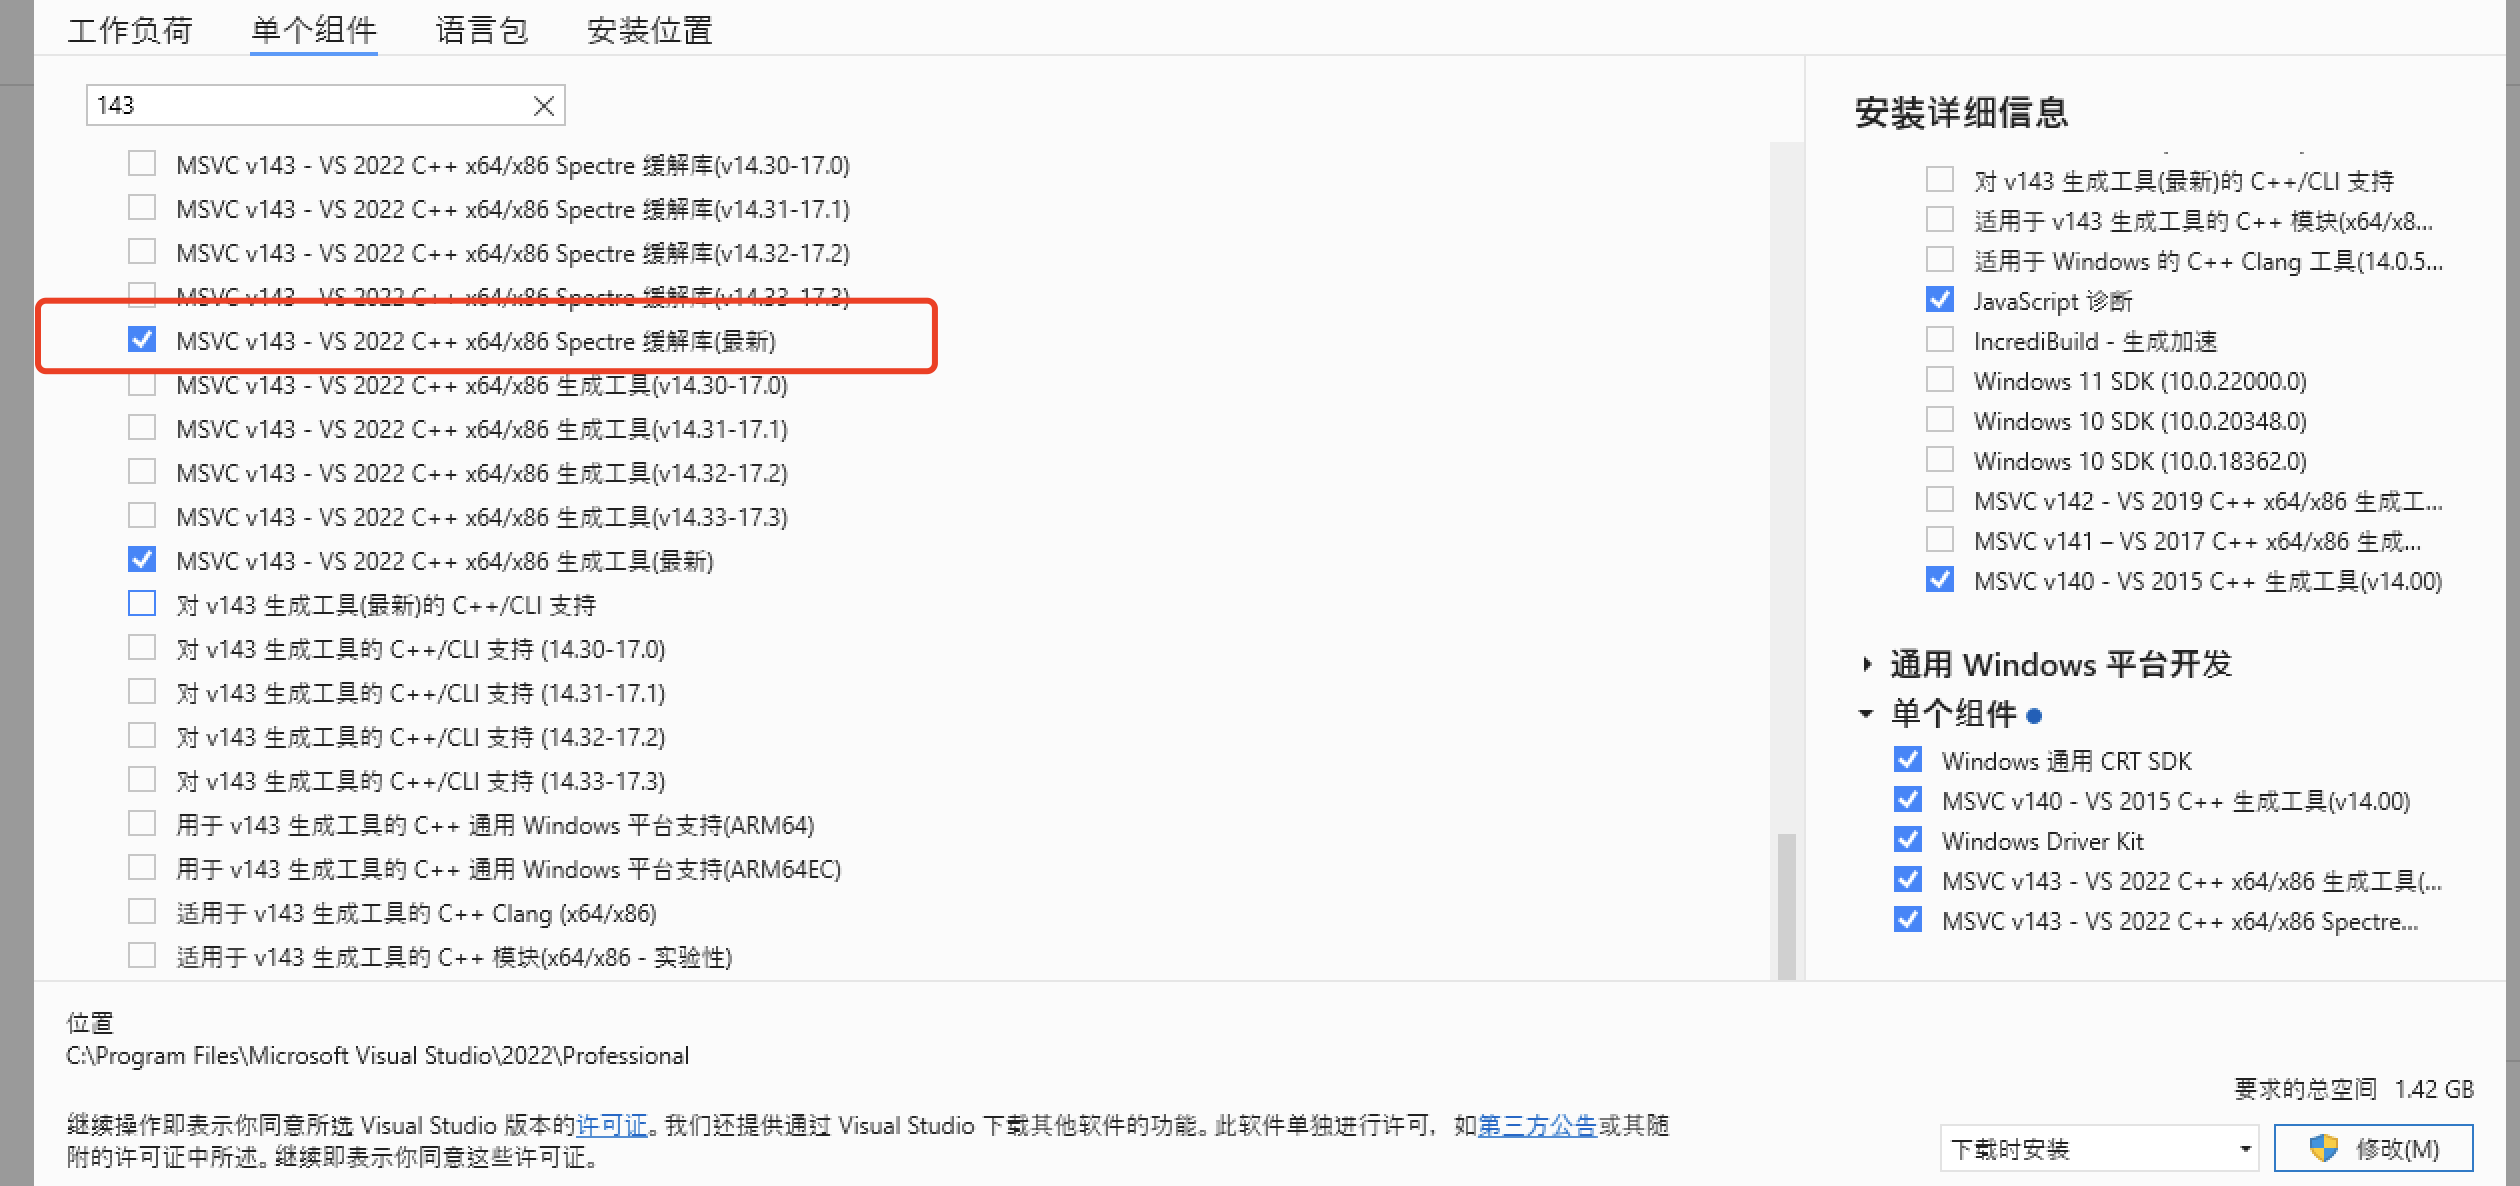 工作负荷 单个组件 语言包 安装位置
143
MSVC v143 - VS 2022 C++ x64/x86 Spectre 缓解库(v14.30-17.0)
MSVC v143 - VS 2022 C++ x64/x86 Spectre 缓解库(v14.31-17.1)
MSVC v143 - VS 2022 C++ x64/x86 Spectre 缓解库(v14.32-17.2)
MSVC v143 - VS 2022 C++ x64/x86 Spectre 缓解库(v14.33-17.3)
MSVC v143 - VS 2022 C++ x64/x86 Spectre 缓解库(最新)
MSVC v143 - VS 2022 C++ x64/x86 生成工具(v14.30-17.0)
MSVC v143 - VS 2022 C++ x64/x86 生成工具(v14.31-17.1)
MSVC v143 - VS 2022 C++ x64/x86 生成工具(v14.32-17.2)
MSVC v143 - VS 2022 C++ x64/x86 生成工具(v14.33-17.3)
MSVC v143 - VS 2022 C++ x64/x86 生成工具(最新)
对 v143 生成工具(最新)的 C++/CLI 支持
对 v143 生成工具的 C++/CLI 支持 (14.30-17.0)
对 v143 生成工具的 C++/CLI 支持 (14.31-17.1)
对 v143 生成工具的 C++/CLI 支持 (14.32-17.2)
对 v143 生成工具的 C++/CLI 支持 (14.33-17.3)
用于 v143 生成工具的 C++ 通用 Windows 平台支持(ARM64)
用于 v143 生成工具的 C++ 通用 Windows 平台支持(ARM64EC)
适用于 v143 生成工具的 C++ Clang (x64/x86)
适用于 v143 生成工具的 C++ 模块(x64/x86 - 实验性)
安装详细信息
对 v143 生成工具(最新)的 C++/CLI 支持
适用于 v143 生成工具的 C++ 模块(x64/x8...
适用于 Windows 的 C++ Clang 工具(14.0.5...
JavaScript 诊断
IncrediBuild - 生成加速
Windows 11 SDK (10.0.22000.0)
Windows 10 SDK (10.0.20348.0)
Windows 10 SDK (10.0.18362.0)
MSVC v142 - VS 2019 C++ x64/x86 生成工...
MSVC v141 – VS 2017 C++ x64/x86 生成...
MSVC v140 - VS 2015 C++ 生成工具(v14.00)
通用 Windows 平台开发
单个组件
Windows 通用 CRT SDK
MSVC v140 - VS 2015 C++ 生成工具(v14.00)
Windows Driver Kit
MSVC v143 - VS 2022 C++ x64/x86 生成工具(...
MSVC v143 - VS 2022 C++ x64/x86 Spectre...
位置
C:\Program Files\Microsoft Visual Studio\2022\Professional
继续操作即表示你同意所选 Visual Studio 版本的许可证。我们还提供通过 Visual Studio 下载其他软件的功能。此软件单独进行许可，如第三方公告或其随
附的许可证中所述。继续即表示你同意这些许可证。
要求的总空间 1.42 GB
下载时安装 修改(M)